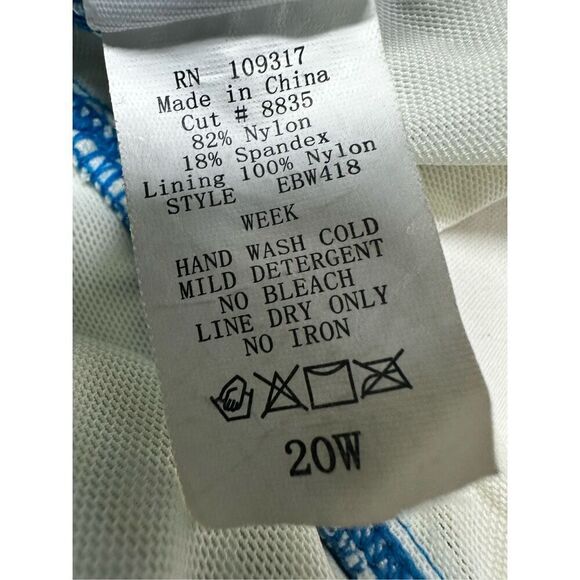 RN 109317
Made in China
Cut # 8835
82% Nylon
18% Spandex
Lining 100% Nylon
STYLE EBW418
WEEK
HAND WASH COLD
MILD DETERGENT
NO BLEACH
LINE DRY ONLY
NO IRON
20W